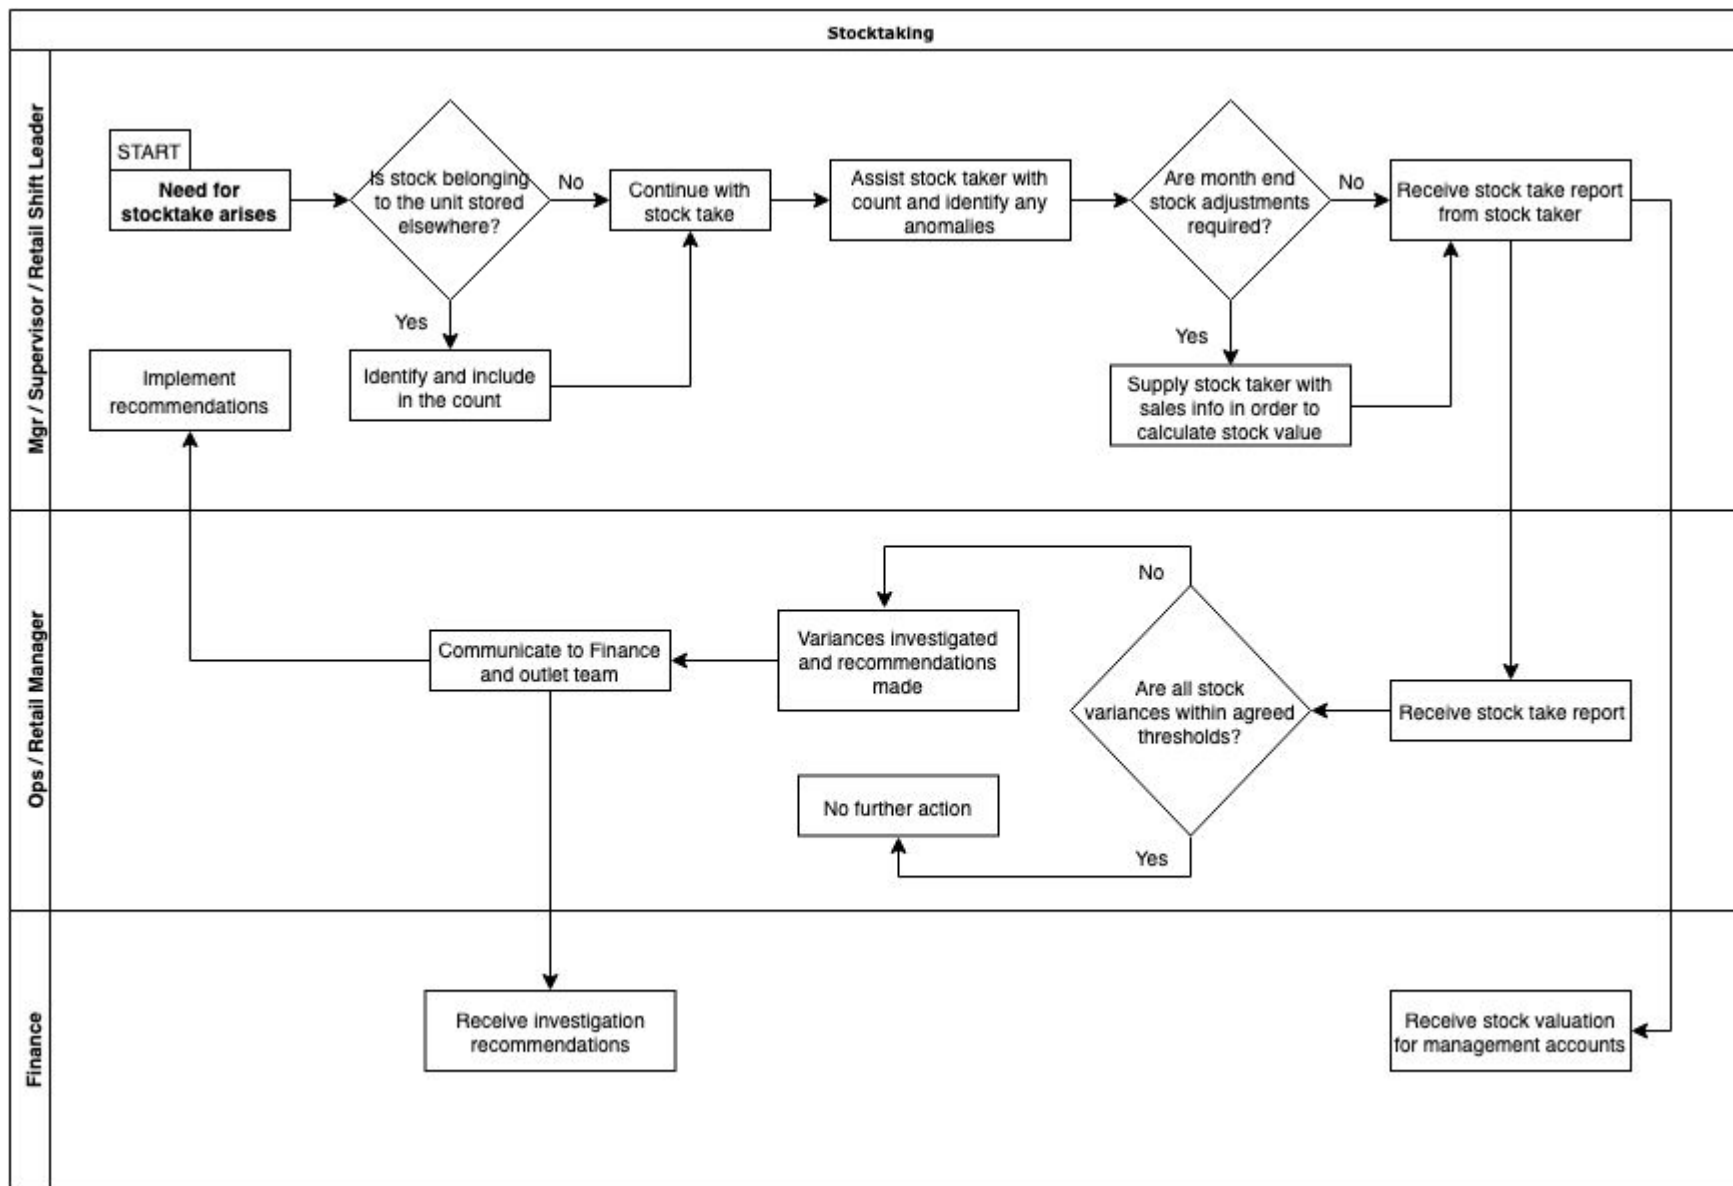 Stocktaking
Mgr / Supervisor / Retail Shift Leader
START
Need for
stocktake arises
Is stock belonging
to the unit stored
elsewhere?
No
Yes
Identify and include
in the count
Continue with
stock take
Assist stock taker with
count and identify any
anomalies
Are month end
stock adjustments
required?
No
Yes
Supply stock taker with
sales info in order to
calculate stock value
Receive stock take report
from stock taker
Implement
recommendations
Ops / Retail Manager
Receive stock take report
Are all stock
variances within agreed
thresholds?
No
Yes
Variances investigated
and recommendations
made
No further action
Communicate to Finance
and outlet team
Finance
Receive investigation
recommendations
Receive stock valuation
for management accounts